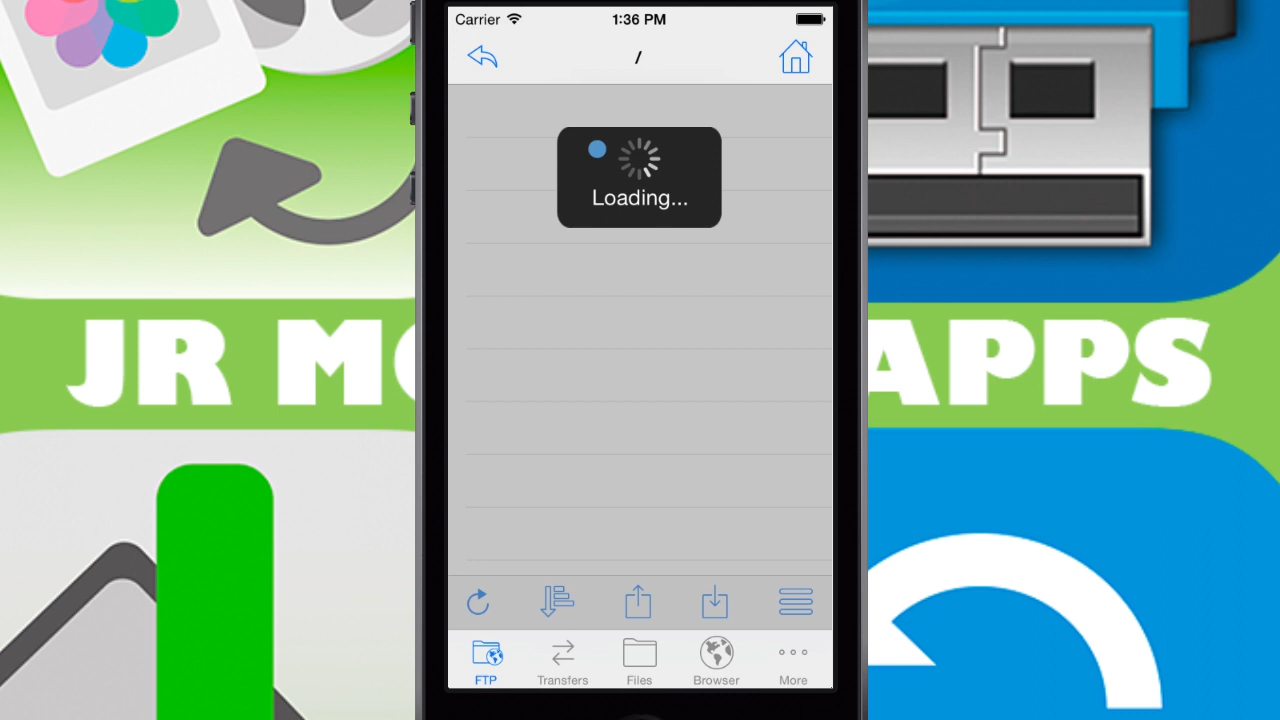 Carrier 1:36 PM
/
Loading...
JR MO APPS
FTP Transfers Files Browser More